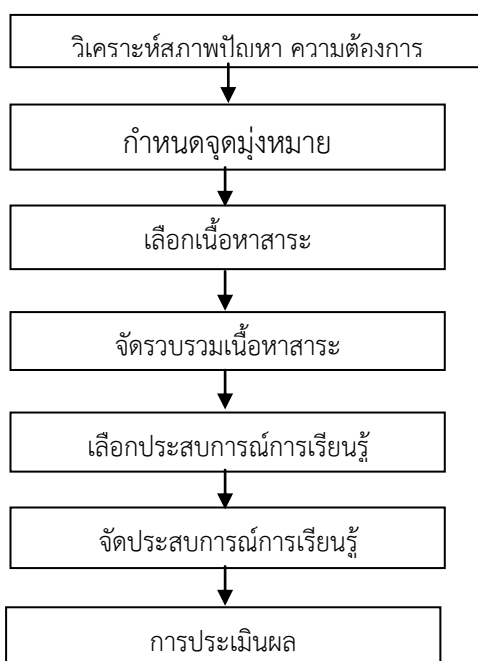 วิเคราะห์สภาพปัญหา ความต้องการ
กำหนดจุดมุ่งหมาย
เลือกเนื้อหาสาระ
จัดรวบรวมเนื้อหาสาระ
เลือกประสบการณ์การเรียนรู้
จัดประสบการณ์การเรียนรู้
การประเมินผล